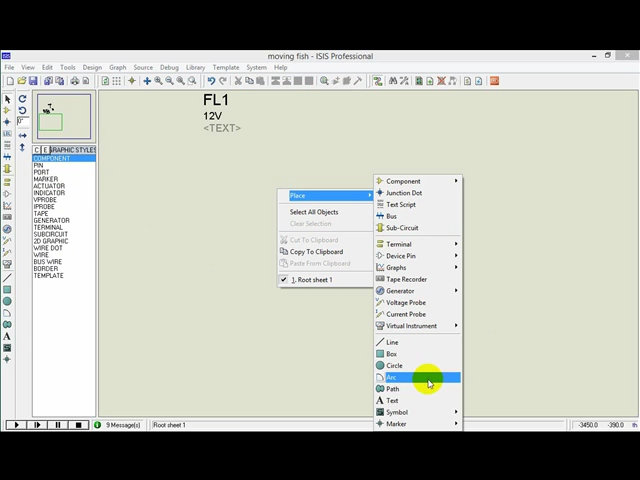 moving fish - ISIS Professional
File View Edit Tools Design Graph Source Debug Library Template System Help
FL1
12V
<TEXT>
0°
C E GRAPHIC STYLES
COMPONENT
PIN
PORT
MARKER
ACTUATOR
INDICATOR
VPROBE
IPROBE
TAPE
GENERATOR
TERMINAL
SUBCIRCUIT
2D GRAPHIC
WIRE DOT
WIRE
BUS WIRE
BORDER
TEMPLATE
Place
Select All Objects
Clear Selection
Cut To Clipboard
Copy To Clipboard
Paste From Clipboard
1. Root sheet 1
Component
Junction Dot
Text Script
Bus
Sub-Circuit
Terminal
Device Pin
Graphs
Tape Recorder
Generator
Voltage Probe
Current Probe
Virtual Instrument
Line
Box
Circle
Arc
Path
A Text
Symbol
Marker
9 Message(s) Root sheet 1 -3450.0 -390.0 th